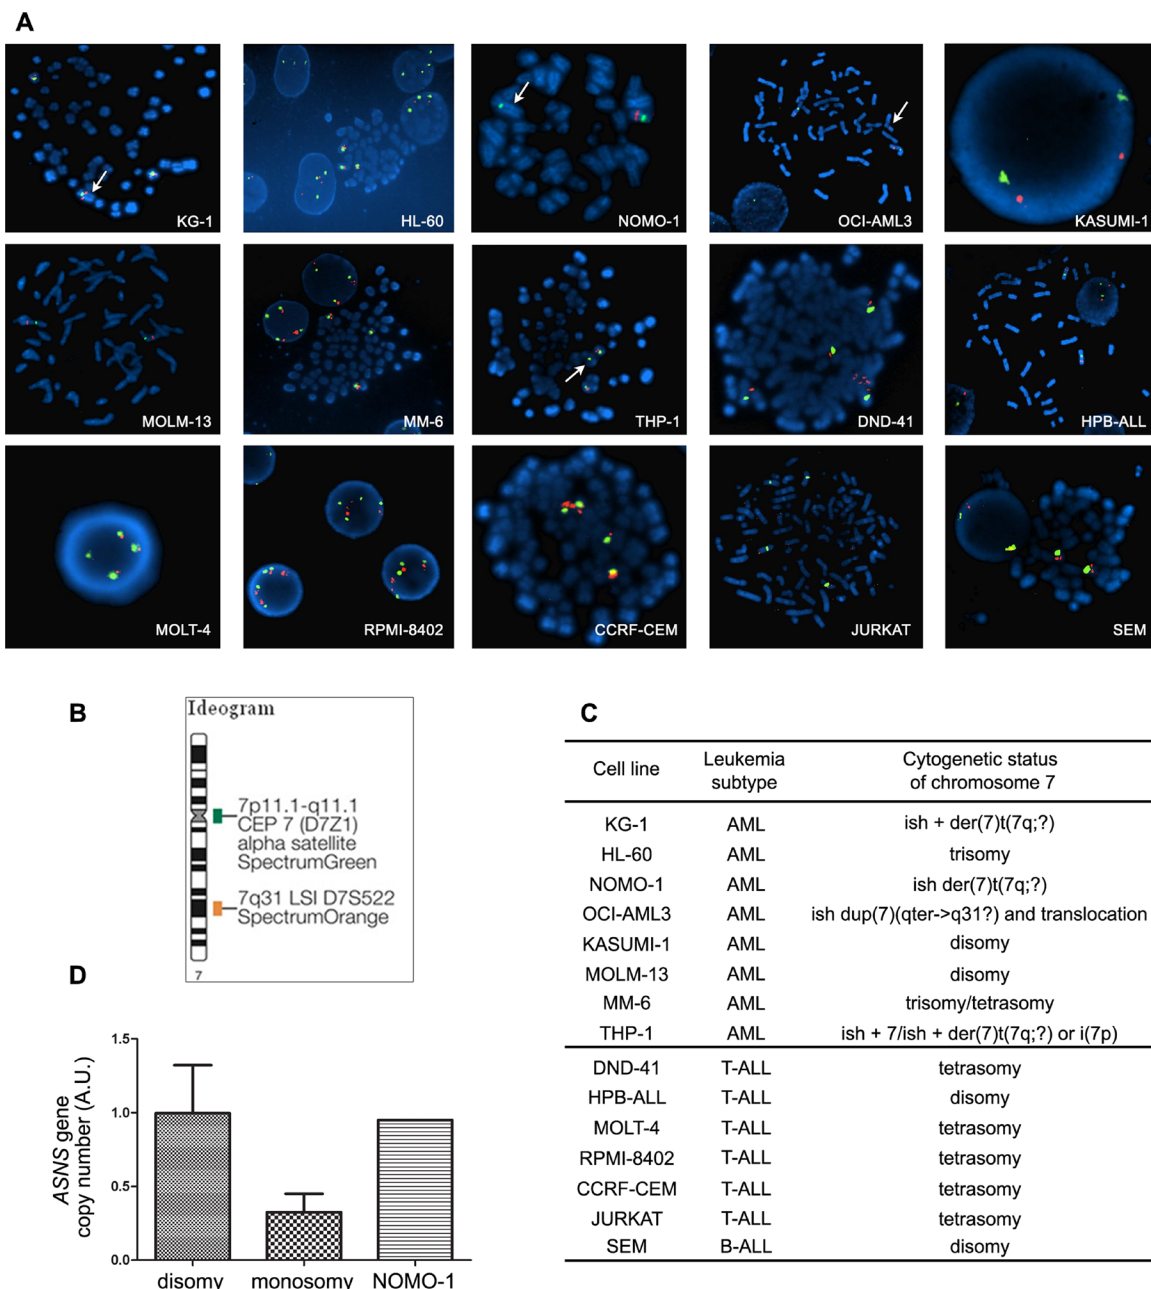 A
KG-1
HL-60
NOMO-1
OCI-AML3
KASUMI-1
MOLM-13
MM-6
THP-1
DND-41
HPB-ALL
MOLT-4
RPMI-8402
CCRF-CEM
JURKAT
SEM
B
Ideogram
7p11.1-q11.1
CEP 7 (D7Z1)
alpha satellite
SpectrumGreen
7q31 LSI D7S522
SpectrumOrange
7
C
Cell line Leukemia subtype Cytogenetic status of chromosome 7
KG-1 AML ish + der(7)t(7q;?)
HL-60 AML trisomy
NOMO-1 AML ish der(7)t(7q;?)
OCI-AML3 AML ish dup(7)(qter->q31?) and translocation
KASUMI-1 AML disomy
MOLM-13 AML disomy
MM-6 AML trisomy/tetrasomy
THP-1 AML ish + 7/ish + der(7)t(7q;?) or i(7p)
DND-41 T-ALL tetrasomy
HPB-ALL T-ALL disomy
MOLT-4 T-ALL tetrasomy
RPMI-8402 T-ALL tetrasomy
CCRF-CEM T-ALL tetrasomy
JURKAT T-ALL tetrasomy
SEM B-ALL disomy
D
ASNS gene
copy number (A.U.)
1.5
1.0
0.5
0.0
disomy monosomy NOMO-1